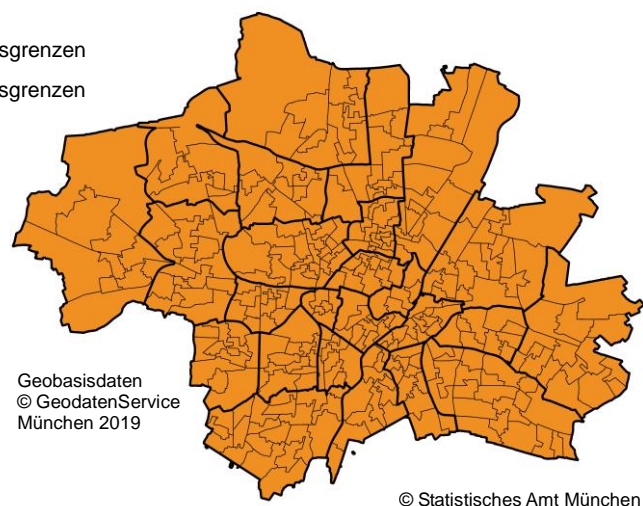 sgrenzen
sgrenzen
Geobasisdaten
© GeodatenService
München 2019
© Statistisches Amt München